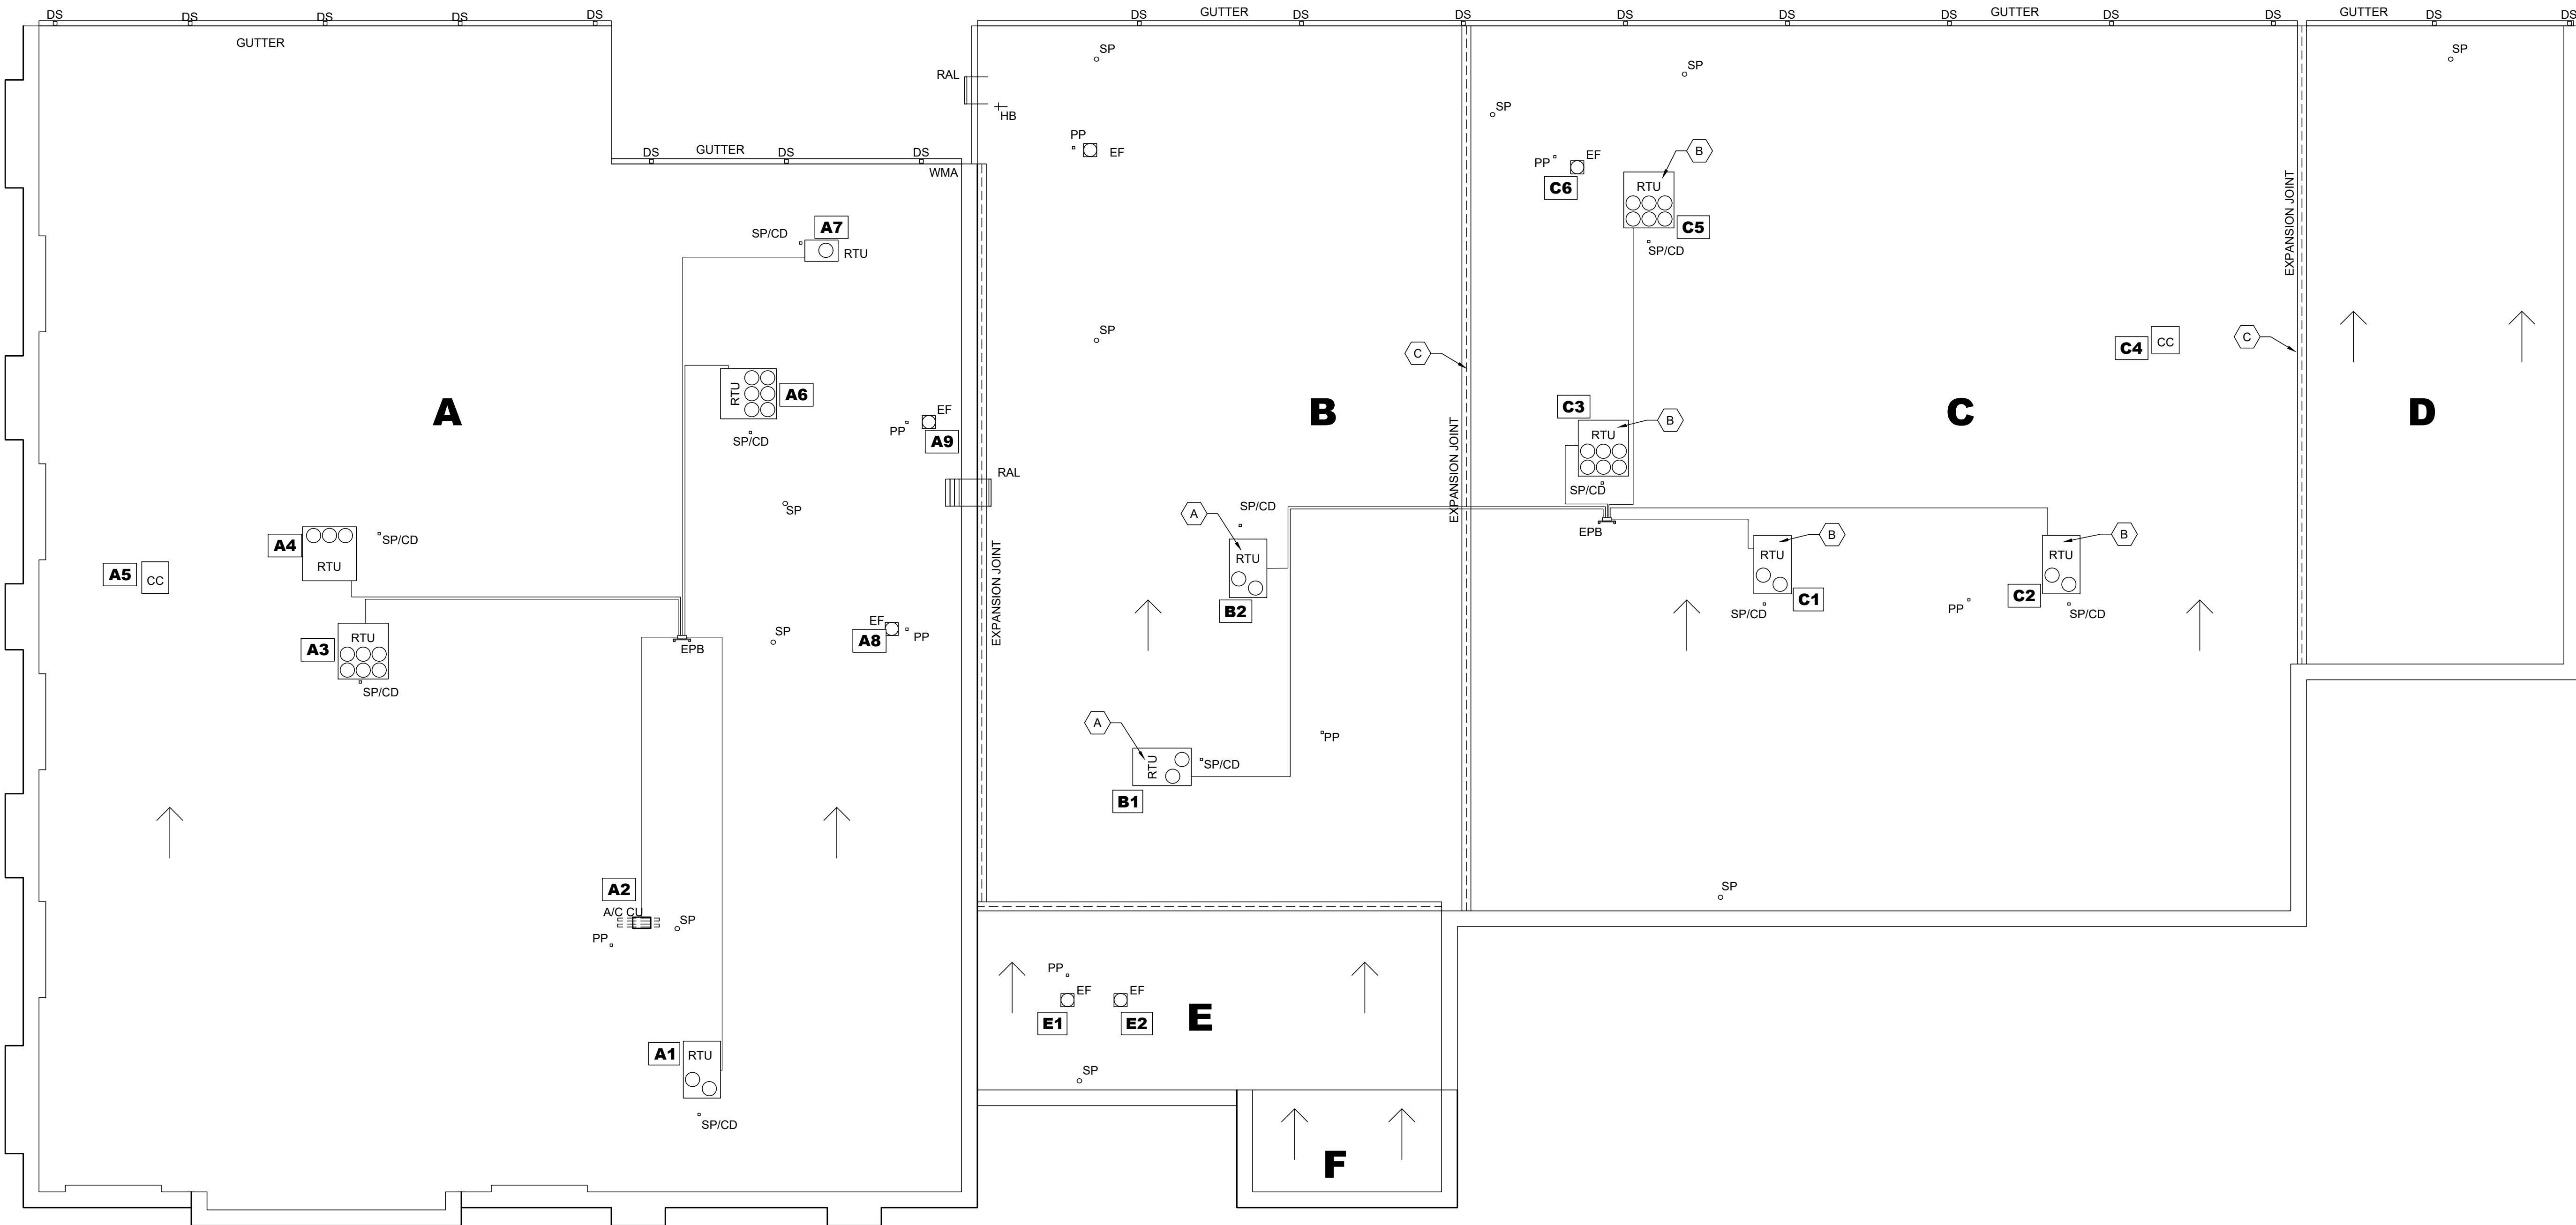 DS
DS
DS
DS
DS
DS
GUTTER
DS
DS
DS
DS
DS
GUTTER
DS
DS
GUTTER
DS
DS
GUTTER
SP
SP
SP
RAL
SP
HB
PP
EF
DS
GUTTER
DS
DS
WMA
PP
EF
B
C6
RTU
C5
A7
SP/CD
RTU
SP/CD
EXPANSION JOINT
SP
C
C4
CC
C
RTU
A6
SP/CD
EF
PP
A9
A
B
C
D
C3
B
RTU
RAL
SP
SP/CD
EXPANSION JOINT
A
SP/CD
EPB
A4
SP/CD
RTU
A5
CC
RTU
B2
B
RTU
C1
SP/CD
B
RTU
C2
SP/CD
PP
EXPANSION JOINT
A3
RTU
SP/CD
EPB
SP
EF
A8
PP
A
RTU
SP/CD
B1
PP
A2
A/C CU
SP
PP
SP
PP
EF
EF
E1
E2
E
A1
RTU
SP
SP/CD
F